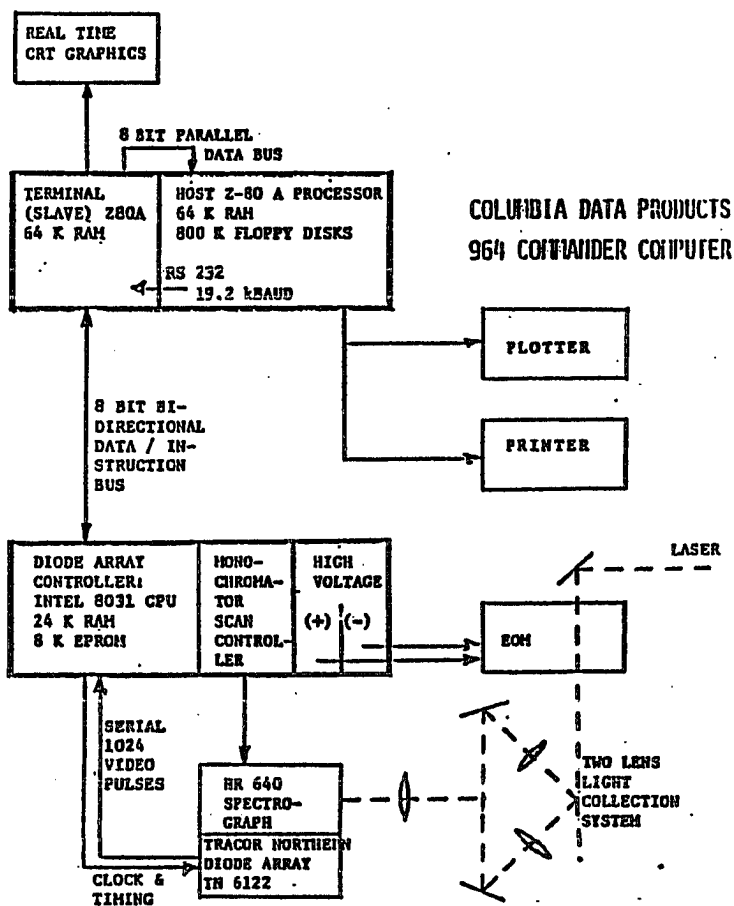 REAL TIME
CRT GRAPHICS
8 BIT PARALLEL
DATA BUS
TERMINAL
(SLAVE) Z80A
64 K RAM
HOST Z-80 A PROCESSOR
64 K RAM
800 K FLOPPY DISKS
RS 232
19.2 kBAUD
COLUMBIA DATA PRODUCTS
964 COMMANDER COMPUTER
PLOTTER
PRINTER
8 BIT BI-
DIRECTIONAL
DATA / IN-
STRUCTION
BUS
DIODE ARRAY
CONTROLLER:
INTEL 8031 CPU
24 K RAM
8 K EPROM
MONO-
CHROMA-
TOR
SCAN
CONTROL-
LER
HIGH
VOLTAGE
(+) (-)
LASER
EOM
SERIAL
1024
VIDEO
PULSES
HR 640
SPECTRO-
GRAPH
TRACOR NORTHERN
DIODE ARRAY
TN 6122
CLOCK &
TIMING
TWO LENS
LIGHT
COLLECTION
SYSTEM